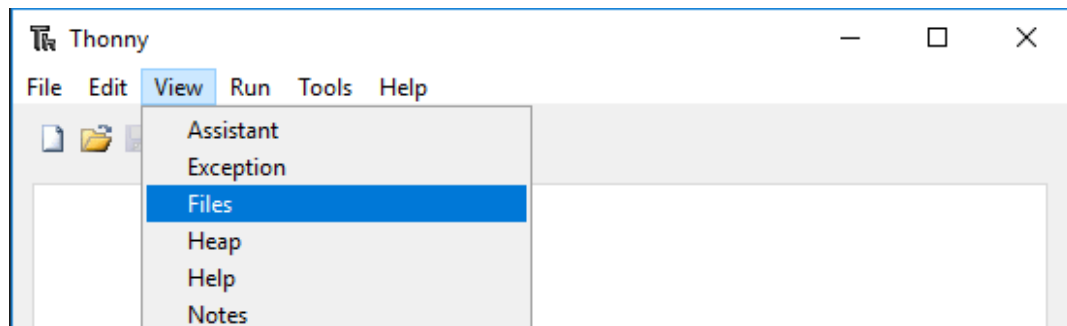 Thonny
File Edit View Run Tools Help
Assistant
Exception
Files
Heap
Help
Notes